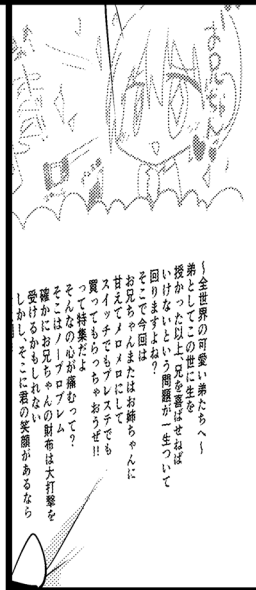 お兄ちゃん
～全世界の可愛い弟たちへ～
弟としてこの世に生を
授かった以上、兄を喜ばせねば
いけないという問題が一生ついて
回りますよね?
そこで今回は
お兄ちゃんまたはお姉ちゃんに
甘えてメロメロにして
スイッチでもプレステでも
買ってもらっちゃおうぜ!!
って特集だよ
そんなの心が痛むって?
そこはノープロブレム
確かにお兄ちゃんの財布は大打撃を
受けるかもしれない
しかし、そこに君の笑顔があるなら